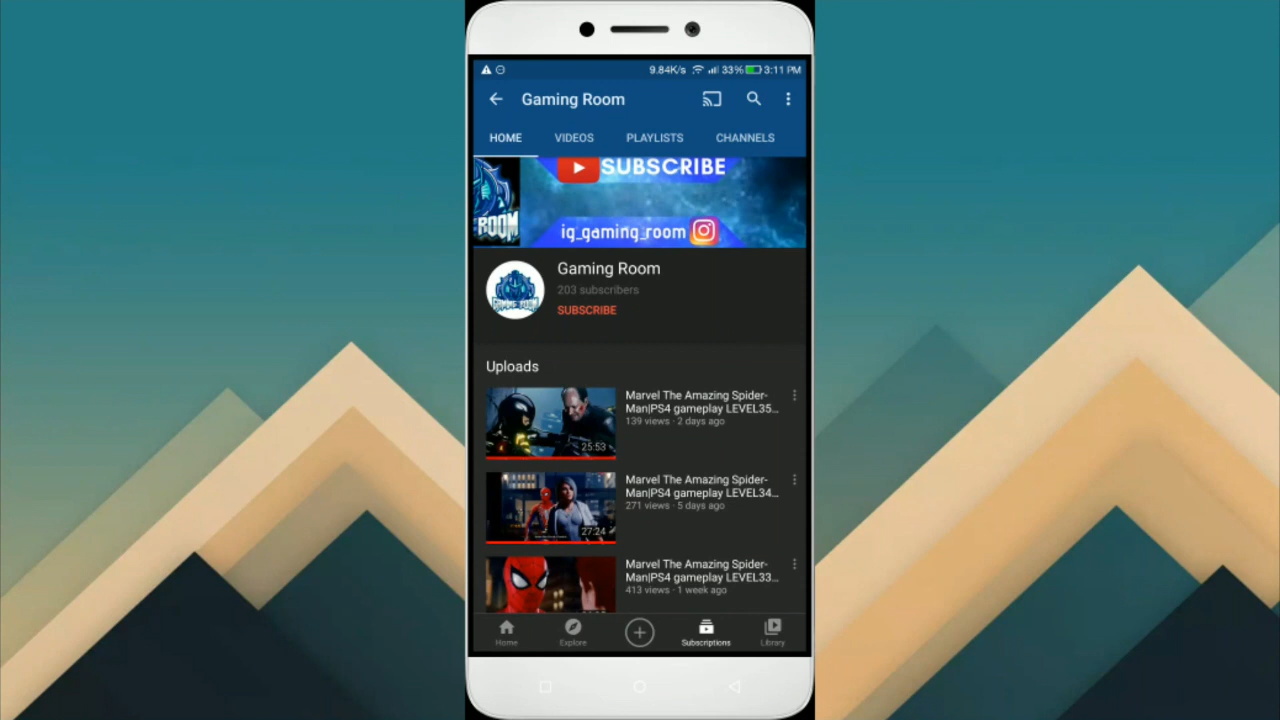 9.84K/s 33% 3:11 PM
Gaming Room
HOME VIDEOS PLAYLISTS CHANNELS
SUBSCRIBE
ROOM
ig_gaming_room
Gaming Room
203 subscribers
SUBSCRIBE
Uploads
Marvel The Amazing Spider-
Man|PS4 gameplay LEVEL35...
139 views · 2 days ago
25:53
Marvel The Amazing Spider-
Man|PS4 gameplay LEVEL34...
271 views · 5 days ago
27:24
Marvel The Amazing Spider-
Man|PS4 gameplay LEVEL33...
413 views · 1 week ago
Home Explore Subscriptions Library